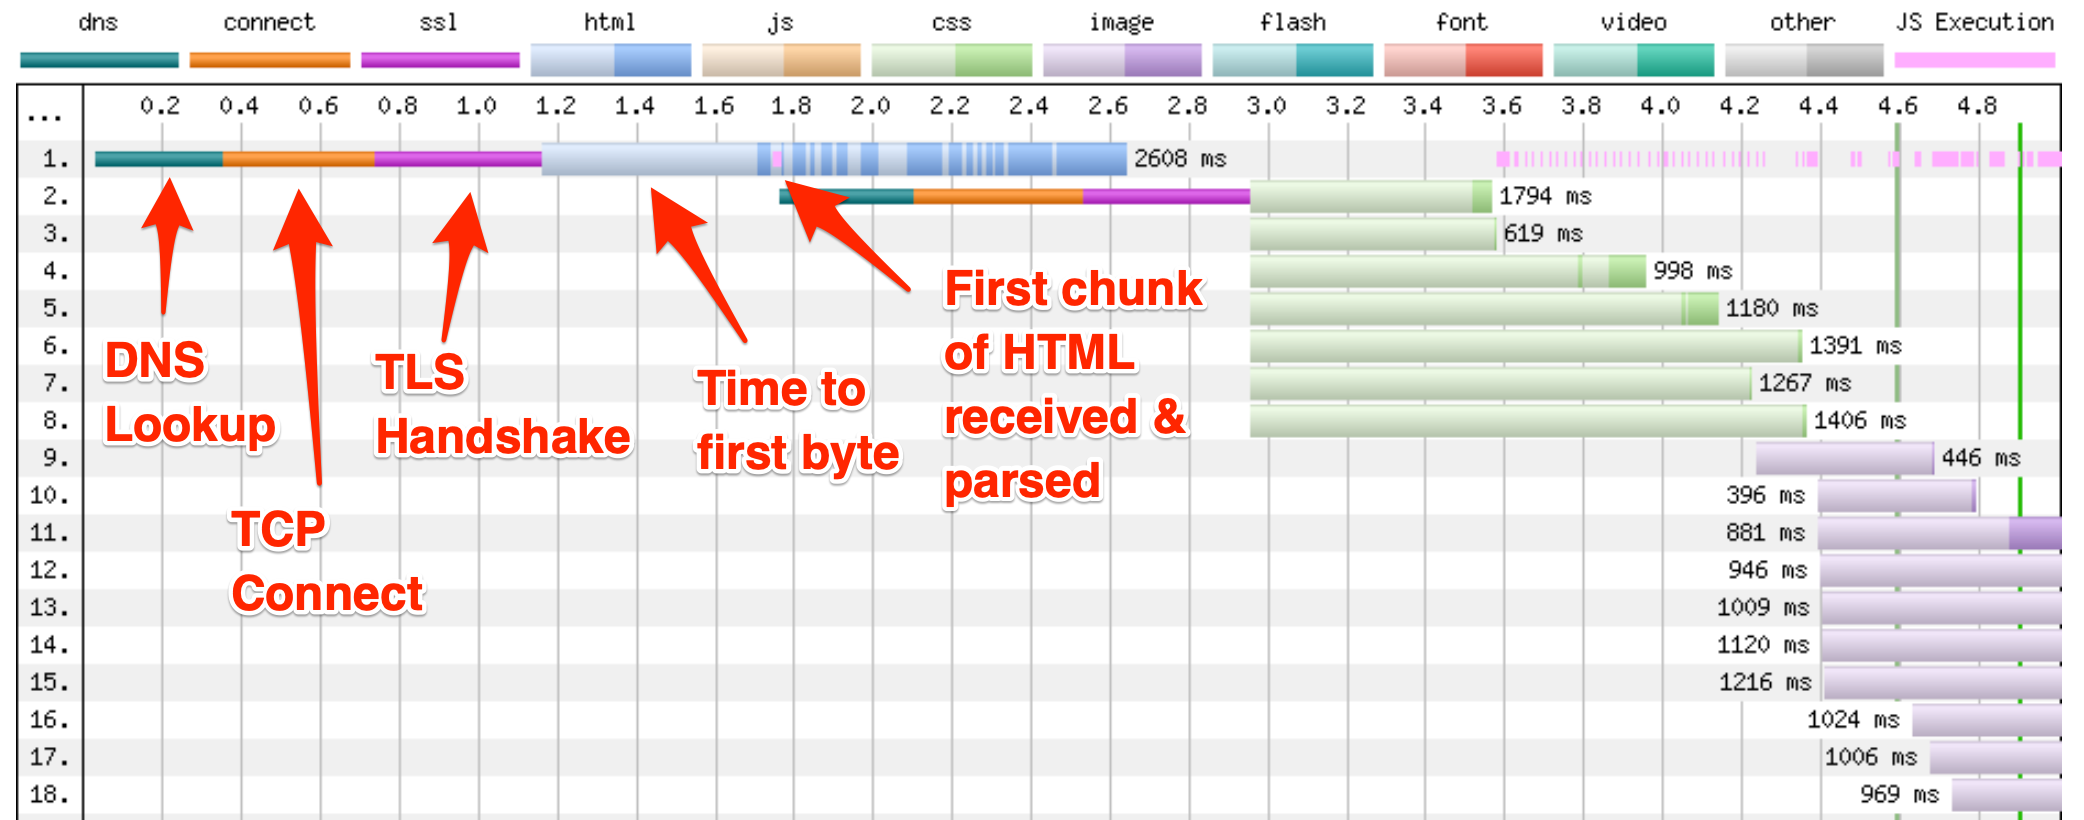 dns connect ssl html js css image flash font video other JS Execution
... 0.2 0.4 0.6 0.8 1.0 1.2 1.4 1.6 1.8 2.0 2.2 2.4 2.6 2.8 3.0 3.2 3.4 3.6 3.8 4.0 4.2 4.4 4.6 4.8
1. 2608 ms
2. 1794 ms
3. 619 ms
4. 998 ms
5. 1180 ms
6. 1391 ms
7. 1267 ms
8. 1406 ms
9. 446 ms
10. 396 ms
11. 881 ms
12. 946 ms
13. 1009 ms
14. 1120 ms
15. 1216 ms
16. 1024 ms
17. 1006 ms
18. 969 ms
DNS
Lookup
TCP
Connect
TLS
Handshake
Time to
first byte
First chunk
of HTML
received &
parsed